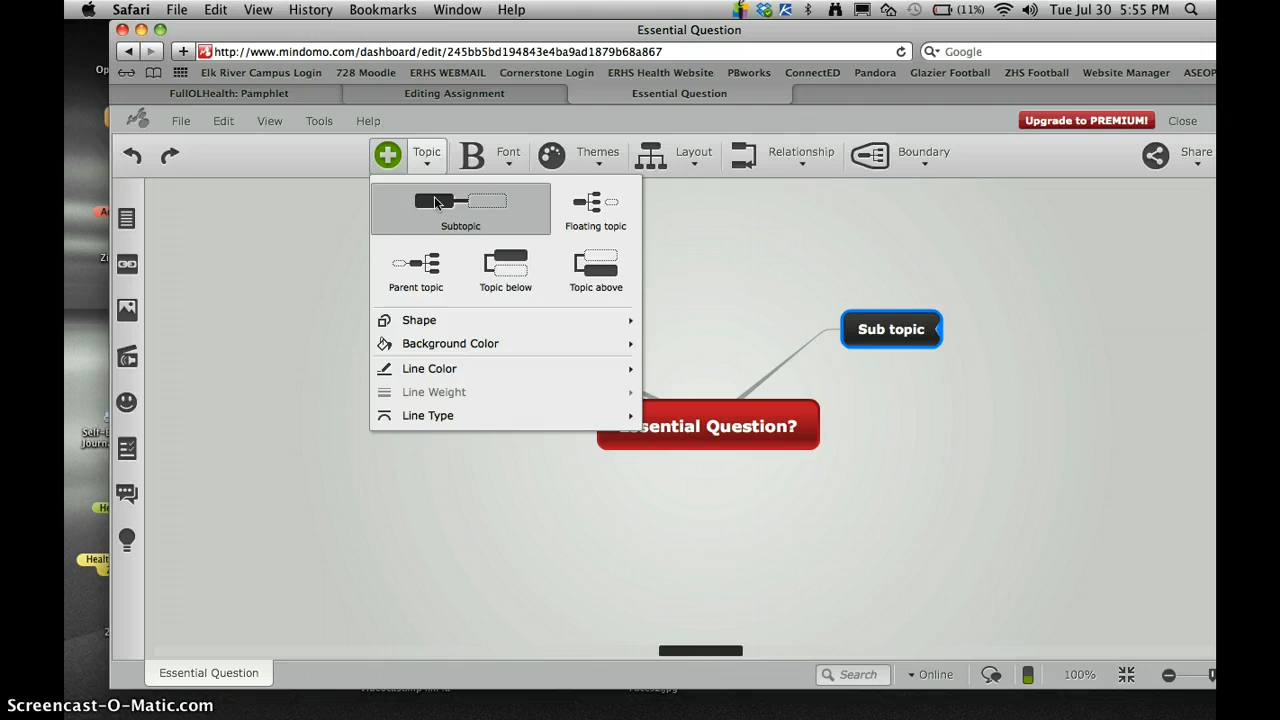 Safari File Edit View History Bookmarks Window Help (11%) Tue Jul 30 5:55 PM
Essential Question
http://www.mindomo.com/dashboard/edit/245bb5bd194843e4ba9ad1879b68a867 Google
Elk River Campus Login 728 Moodle ERHS WEBMAIL Cornerstone Login ERHS Health Website PBworks ConnectED Pandora Glazier Football ZHS Football Website Manager ASEOP
FullOLHealth: Pamphlet Editing Assignment Essential Question
File Edit View Tools Help Upgrade to PREMIUM! Close
Topic B Font Themes Layout Relationship Boundary Share
Subtopic Floating topic
Parent topic Topic below Topic above
Shape
Background Color
Line Color
Line Weight
Line Type
Sub topic
Essential Question?
Essential Question
Search Online 100%
Screencast-O-Matic.com